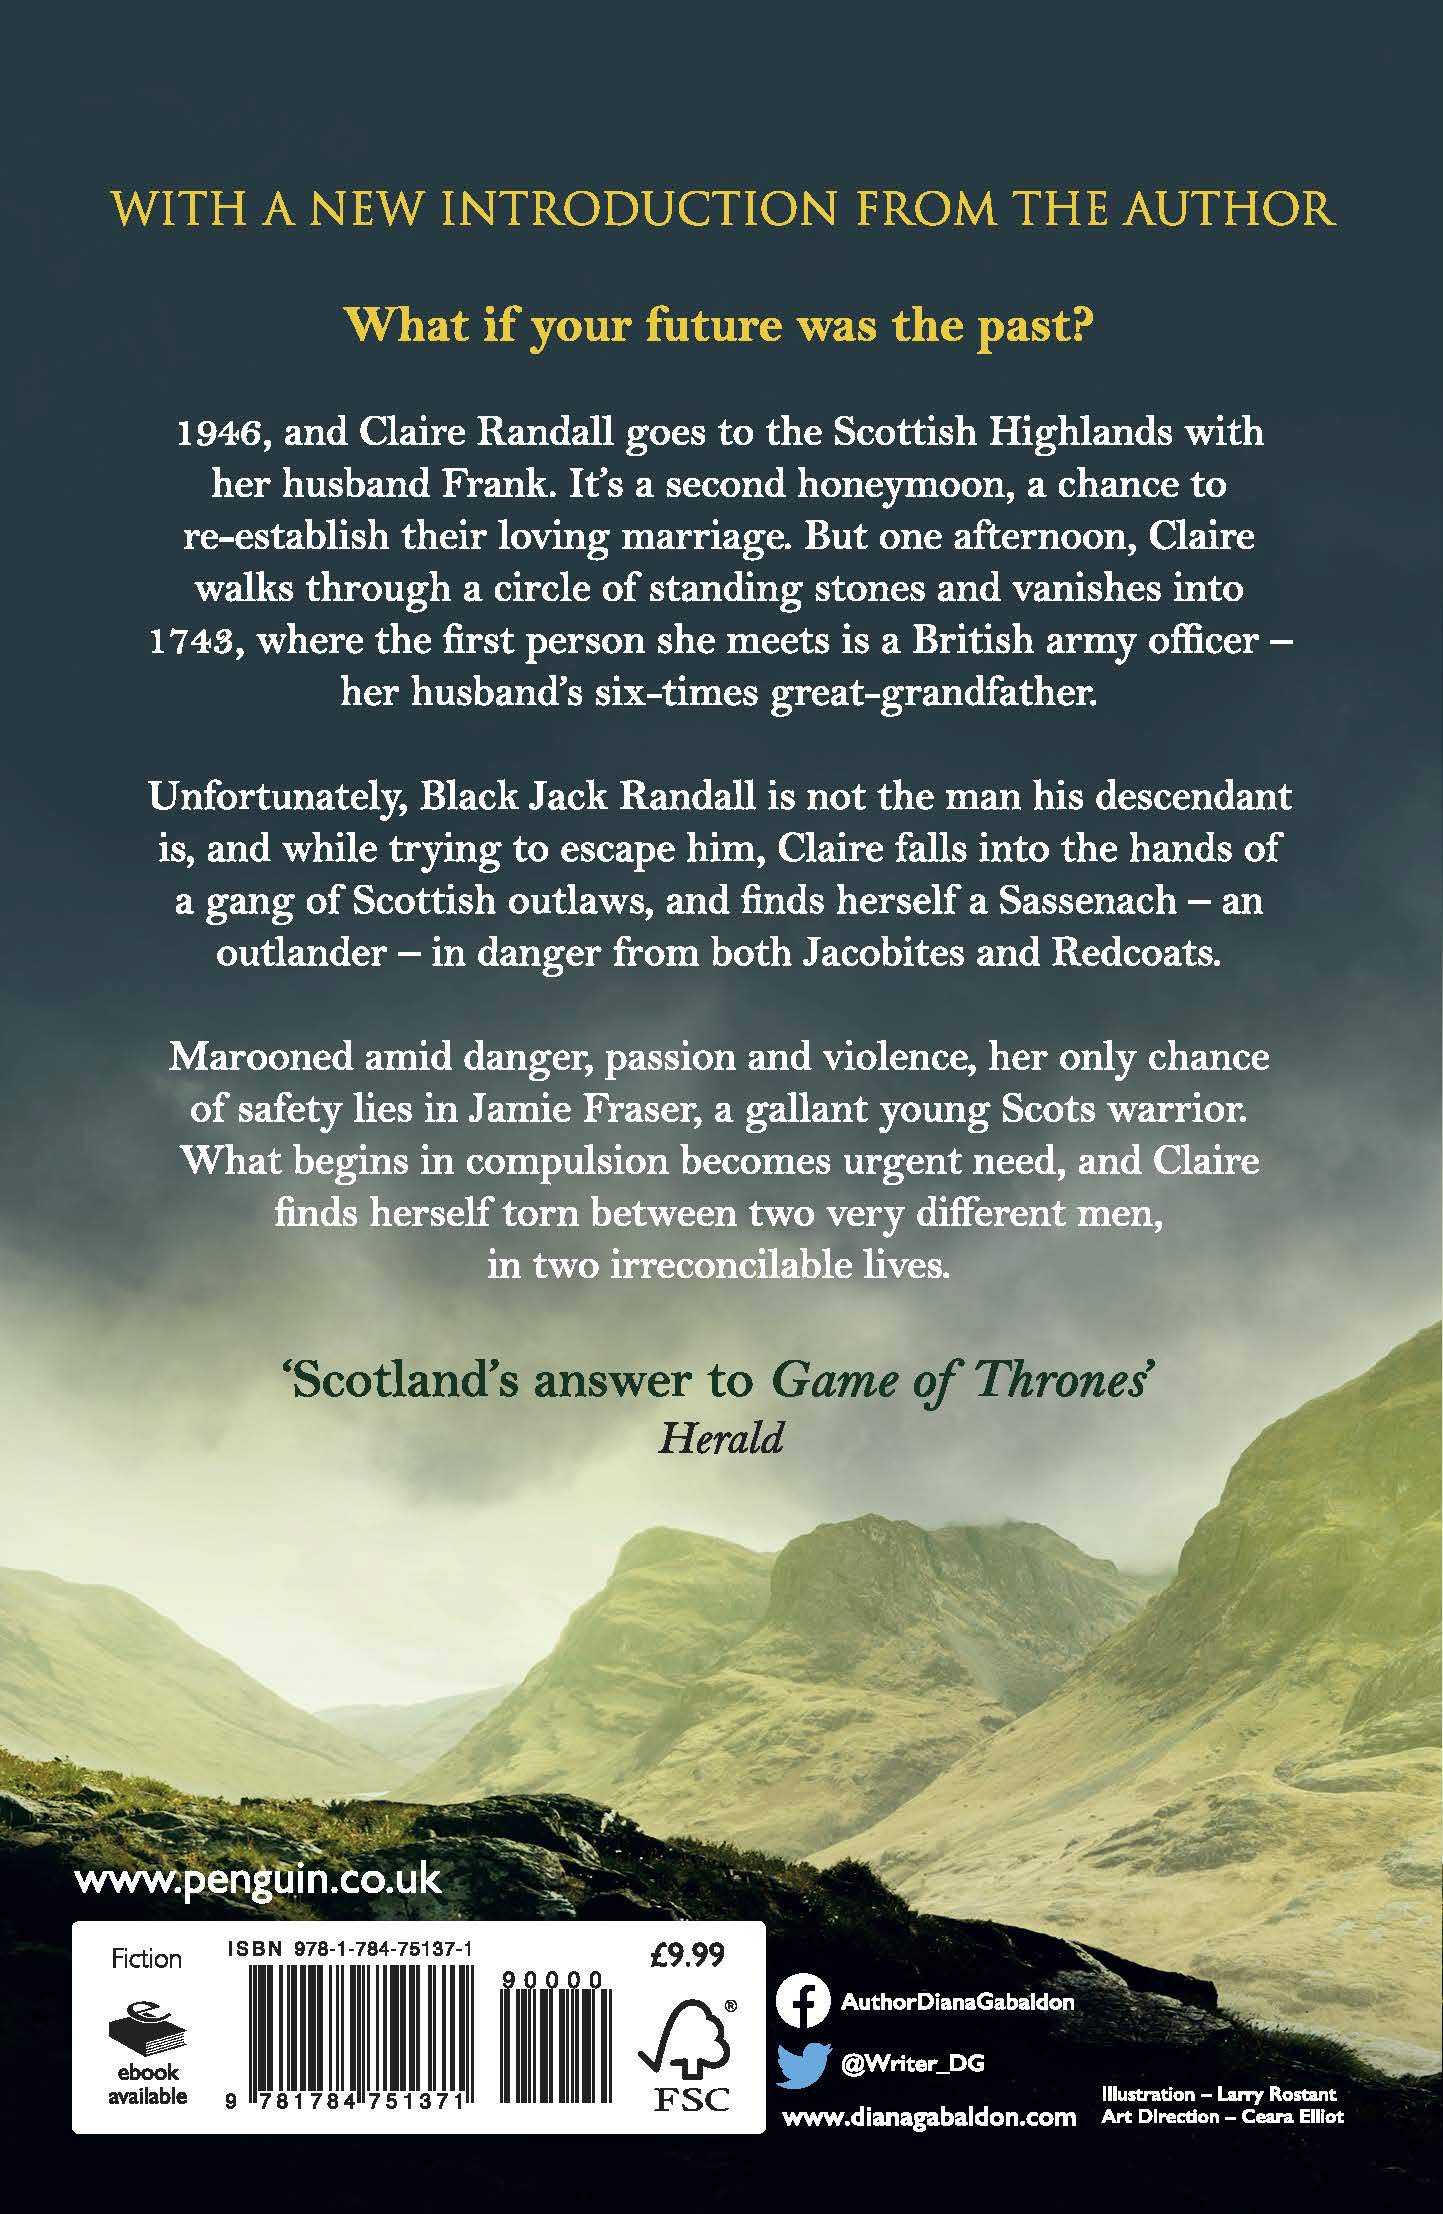 WITH A NEW INTRODUCTION FROM THE AUTHOR
What if your future was the past?
1946, and Claire Randall goes to the Scottish Highlands with
her husband Frank. It’s a second honeymoon, a chance to
re-establish their loving marriage. But one afternoon, Claire
walks through a circle of standing stones and vanishes into
1743, where the first person she meets is a British army officer –
her husband’s six-times great-grandfather.
Unfortunately, Black Jack Randall is not the man his descendant
is, and while trying to escape him, Claire falls into the hands of
a gang of Scottish outlaws, and finds herself a Sassenach – an
outlander – in danger from both Jacobites and Redcoats.
Marooned amid danger, passion and violence, her only chance
of safety lies in Jamie Fraser, a gallant young Scots warrior.
What begins in compulsion becomes urgent need, and Claire
finds herself torn between two very different men,
in two irreconcilable lives.
‘Scotland’s answer to Game of Thrones’
Herald
www.penguin.co.uk
Fiction
ebook
available
ISBN 978-1-784-75137-1
90000
9 781784 751371
£9.99
®
FSC
AuthorDianaGabaldon
@Writer_DG
www.dianagabaldon.com
Illustration – Larry Rostant
Art Direction – Ceara Elliot